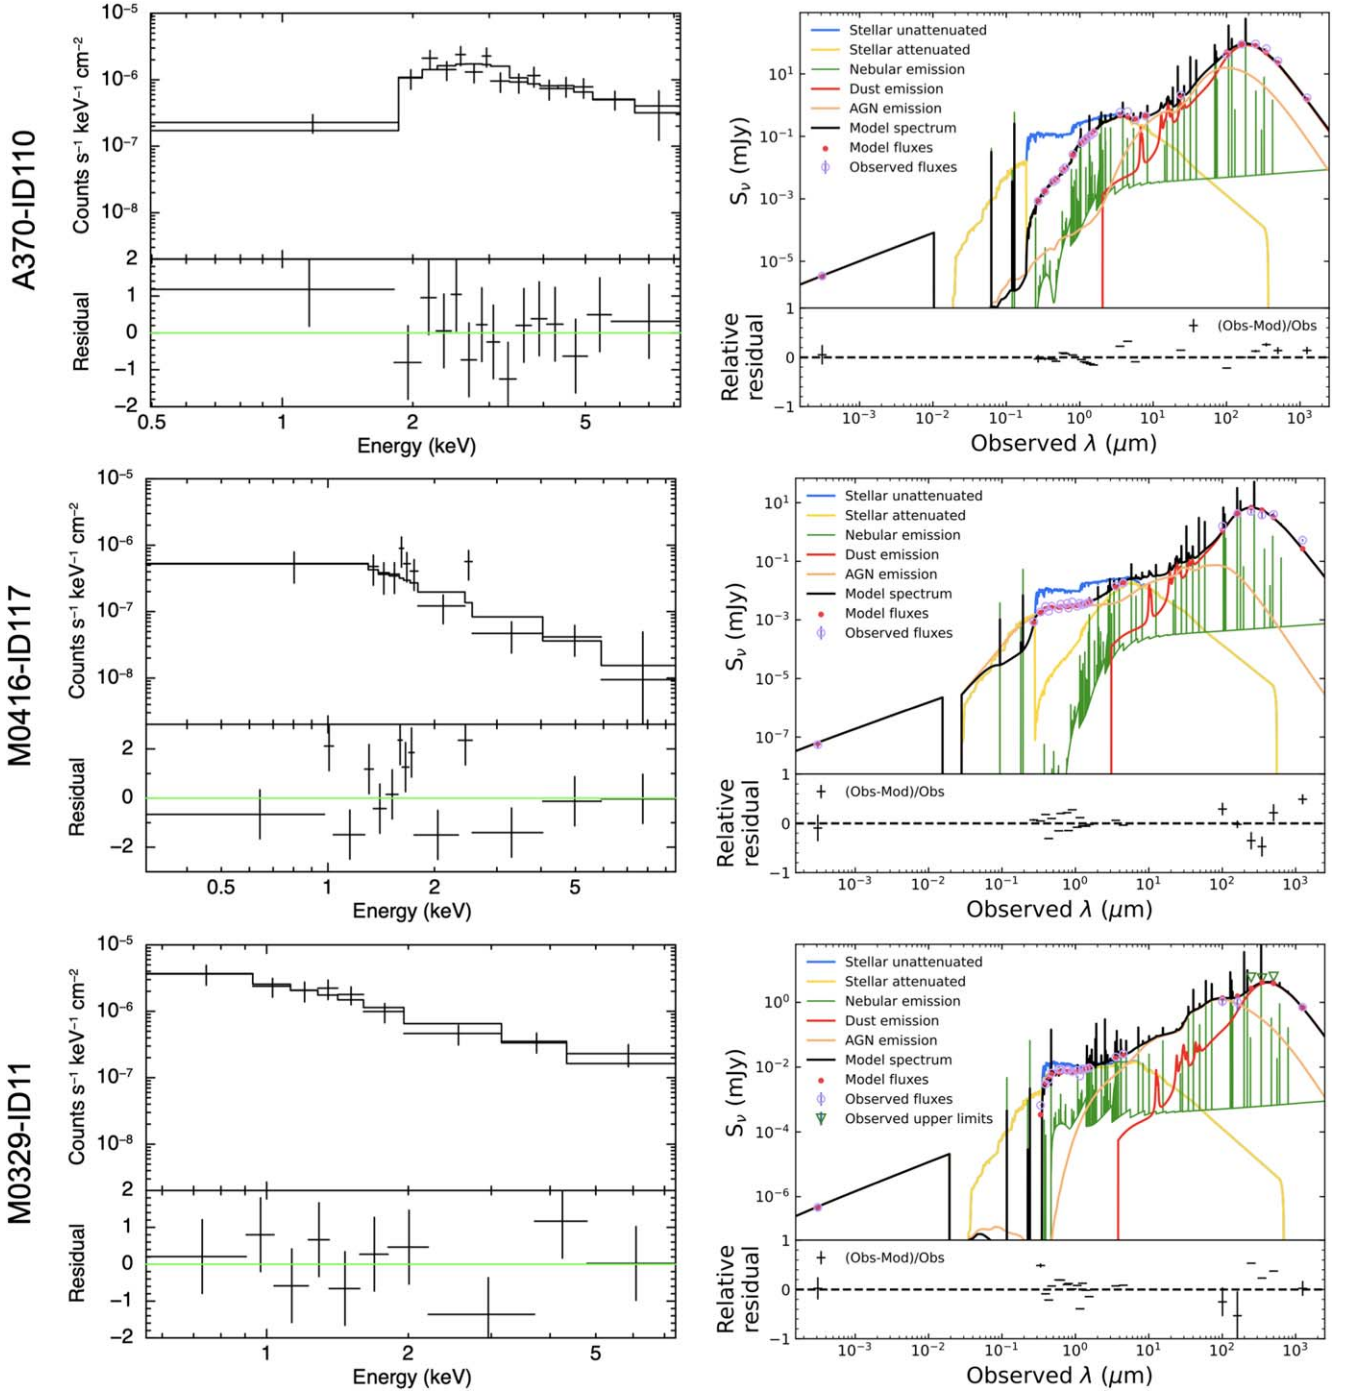 A370-ID110
10⁻⁵
10⁻⁶
10⁻⁷
10⁻⁸
Counts s⁻¹ keV⁻¹ cm⁻²
2
1
0
−1
−2
Residual
0.5 1 2 5
Energy (keV)
Stellar unattenuated
Stellar attenuated
Nebular emission
Dust emission
AGN emission
Model spectrum
Model fluxes
Observed fluxes
10¹
10⁻¹
10⁻³
10⁻⁵
Sν (mJy)
1
0
−1
Relative
residual
(Obs-Mod)/Obs
10⁻³ 10⁻² 10⁻¹ 10⁰ 10¹ 10² 10³
Observed λ (μm)
M0416-ID117
10⁻⁵
10⁻⁶
10⁻⁷
10⁻⁸
Counts s⁻¹ keV⁻¹ cm⁻²
2
0
−2
Residual
0.5 1 2 5
Energy (keV)
Stellar unattenuated
Stellar attenuated
Nebular emission
Dust emission
AGN emission
Model spectrum
Model fluxes
Observed fluxes
10¹
10⁻¹
10⁻³
10⁻⁵
10⁻⁷
Sν (mJy)
1
0
−1
Relative
residual
(Obs-Mod)/Obs
10⁻³ 10⁻² 10⁻¹ 10⁰ 10¹ 10² 10³
Observed λ (μm)
M0329-ID11
10⁻⁵
10⁻⁶
10⁻⁷
10⁻⁸
Counts s⁻¹ keV⁻¹ cm⁻²
2
1
0
−1
−2
Residual
1 2 5
Energy (keV)
Stellar unattenuated
Stellar attenuated
Nebular emission
Dust emission
AGN emission
Model spectrum
Model fluxes
Observed fluxes
Observed upper limits
10⁰
10⁻²
10⁻⁴
10⁻⁶
Sν (mJy)
1
0
−1
Relative
residual
(Obs-Mod)/Obs
10⁻³ 10⁻² 10⁻¹ 10⁰ 10¹ 10² 10³
Observed λ (μm)